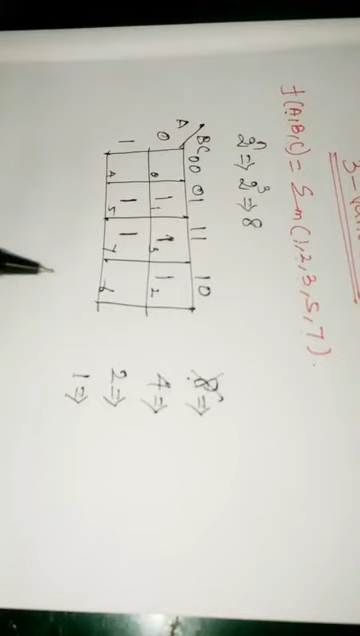 3-
f(A,B,C) = Σm(1,2,3,5,7).
2ⁿ ⇒ 2³ ⇒ 8
A BC 00 01 11 10
0 0 1 1 1 3 1 2
1 4 1 5 1 7 6
8 ⇒
4 ⇒
2 ⇒
1 ⇒